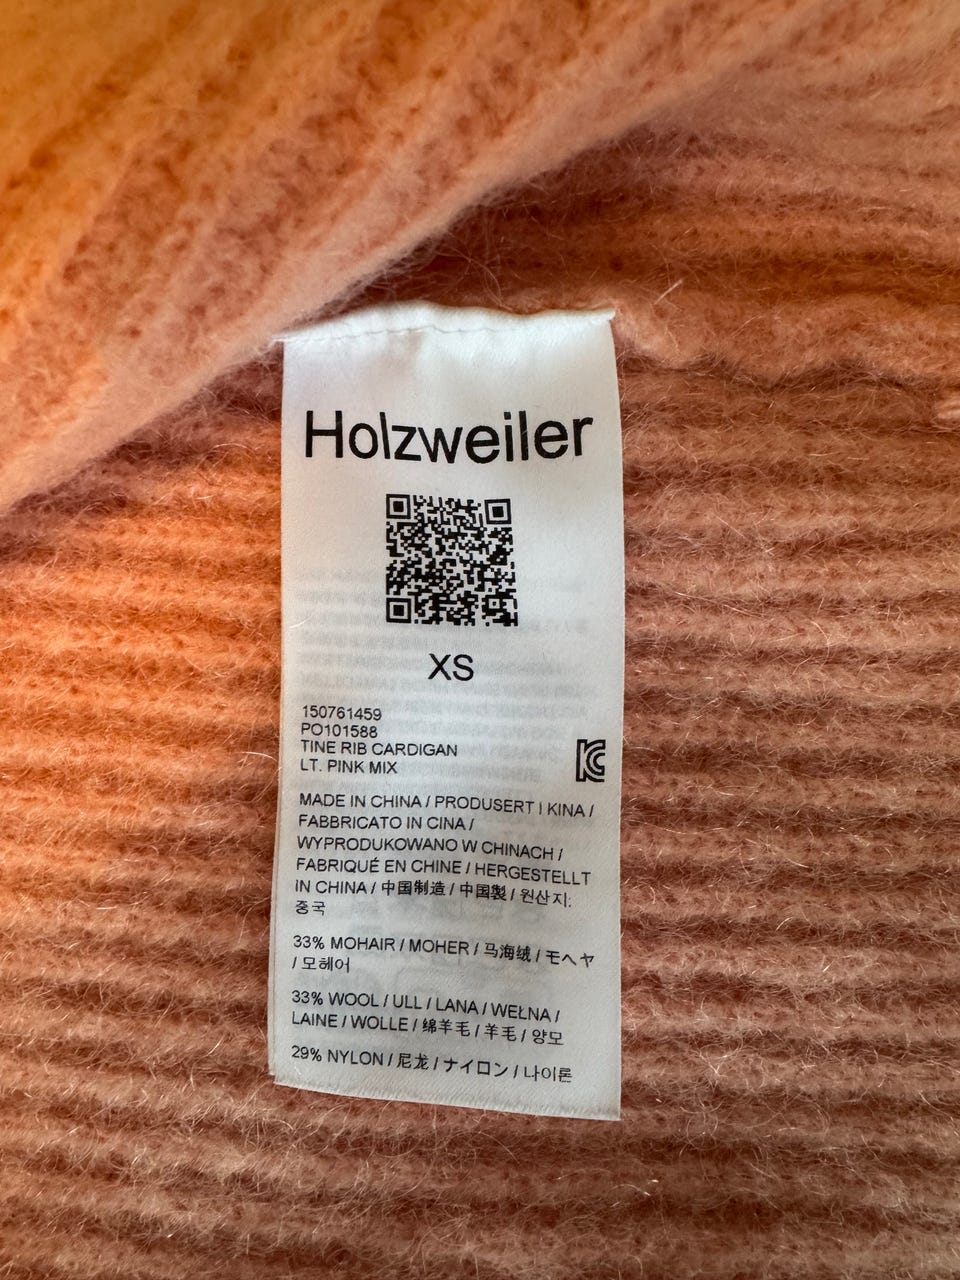 Holzweiler
XS
150761459
PO101588
TINE RIB CARDIGAN
LT. PINK MIX
MADE IN CHINA / PRODUSERT I KINA /
FABBRICATO IN CINA /
WYPRODUKOWANO W CHINACH /
FABRIQUÉ EN CHINE / HERGESTELLT
IN CHINA / 中国制造 / 中国製 / 원산지:
중국
33% MOHAIR / MOHER / 马海绒 / モヘヤ
/ 모헤어
33% WOOL / ULL / LANA / WEŁNA /
LAINE / WOLLE / 绵羊毛 / 羊毛 / 양모
29% NYLON / 尼龙 / ナイロン / 나이론